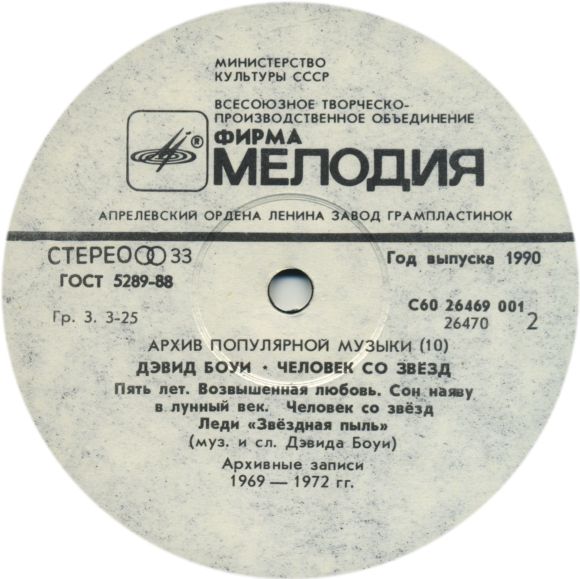 МИНИСТЕРСТВО
КУЛЬТУРЫ СССР
ВСЕСОЮЗНОЕ ТВОРЧЕСКО-
ПРОИЗВОДСТВЕННОЕ ОБЪЕДИНЕНИЕ
®
ФИРМА
МЕЛОДИЯ
АПРЕЛЕВСКИЙ ОРДЕНА ЛЕНИНА ЗАВОД ГРАМПЛАСТИНОК
СТЕРЕО 33
Год выпуска 1990
ГОСТ 5289-88
С60 26469 001
Гр. 3. 3-25
26470 2
АРХИВ ПОПУЛЯРНОЙ МУЗЫКИ (10)
ДЭВИД БОУИ · ЧЕЛОВЕК СО ЗВЁЗД
Пять лет. Возвышенная любовь. Сон наяву
в лунный век. Человек со звёзд
Леди «Звёздная пыль»
(муз. и сл. Дэвида Боуи)
Архивные записи
1969 — 1972 гг.